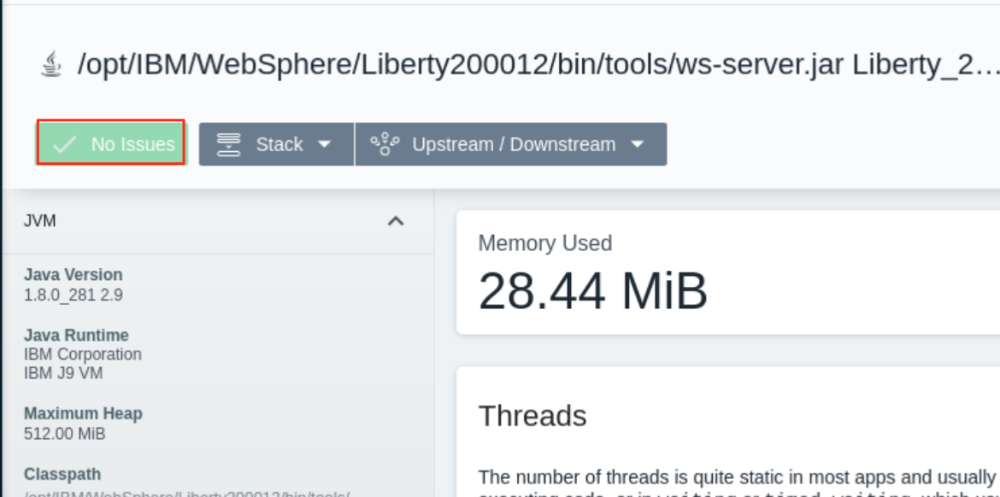 /opt/IBM/WebSphere/Liberty200012/bin/tools/ws-server.jar Liberty_2…
No Issues
Stack
Upstream / Downstream
JVM
Java Version
1.8.0_281 2.9
Java Runtime
IBM Corporation
IBM J9 VM
Maximum Heap
512.00 MiB
Classpath
/opt/IBM/WebSphere/Liberty200012/bin/tools/
Memory Used
28.44 MiB
Threads
The number of threads is quite static in most apps and usually
executing code, or in waiting or timed_waiting, which